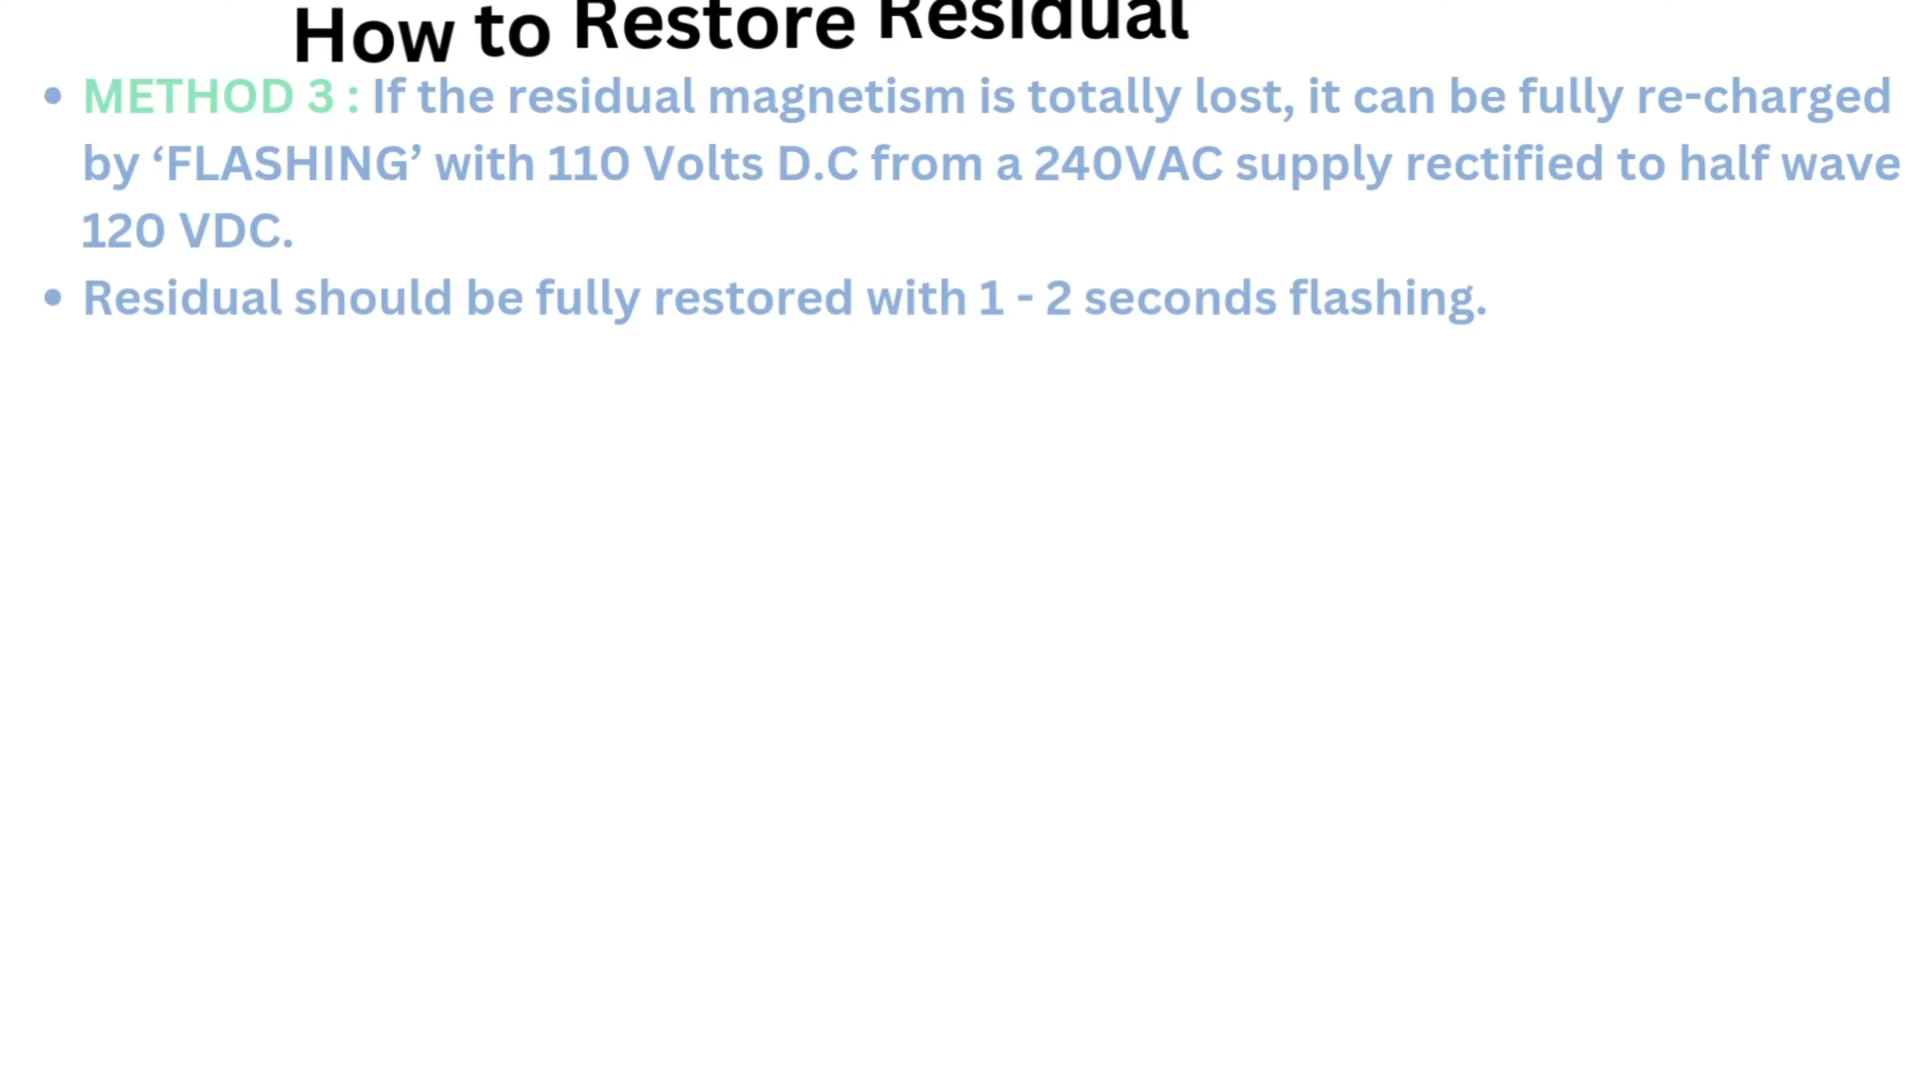 How to Restore Residual
• METHOD 3 : If the residual magnetism is totally lost, it can be fully re-charged
by ‘FLASHING’ with 110 Volts D.C from a 240VAC supply rectified to half wave
120 VDC.
• Residual should be fully restored with 1 - 2 seconds flashing.